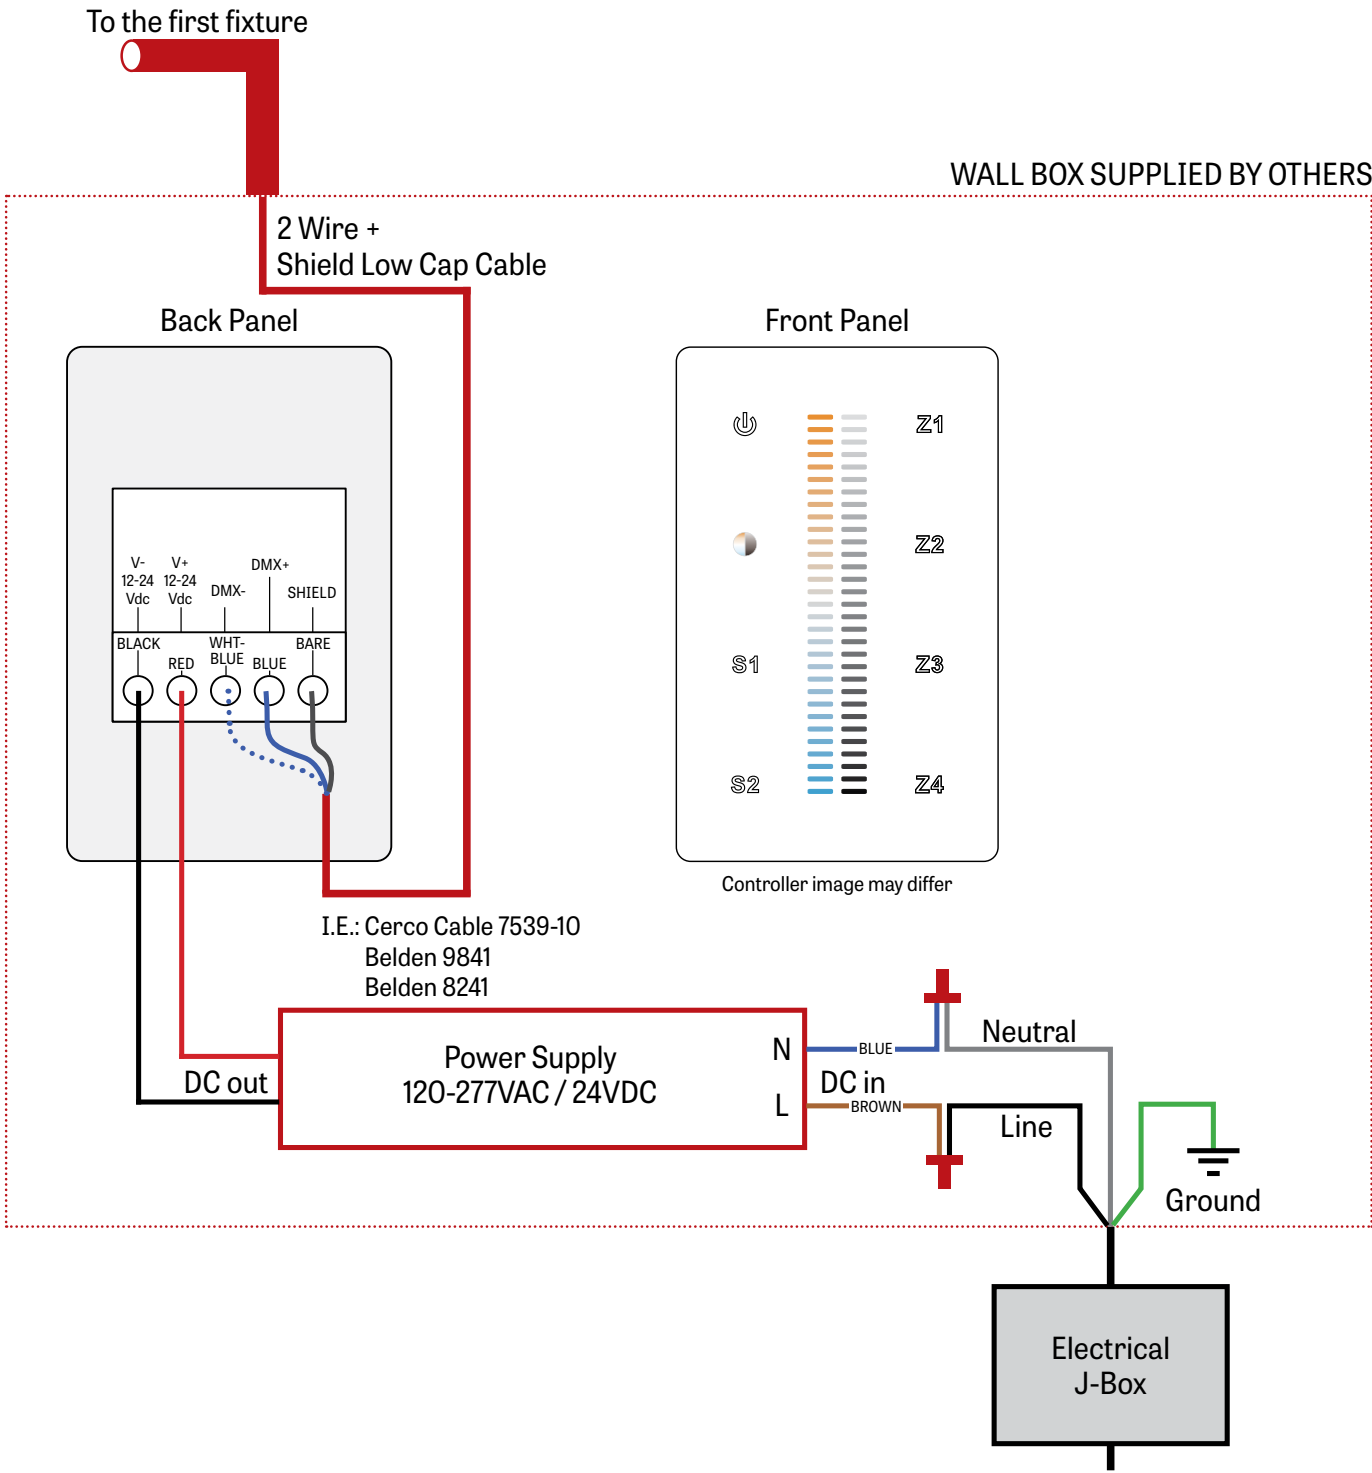 To the first fixture
WALL BOX SUPPLIED BY OTHERS
2 Wire +
Shield Low Cap Cable
Back Panel
Front Panel
V-
12-24
Vdc
V+
12-24
Vdc
DMX-
DMX+
SHIELD
BLACK
RED
WHT-
BLUE
BLUE
BARE
Z1
Z2
S1
Z3
S2
Z4
Controller image may differ
I.E.: Cerco Cable 7539-10
Belden 9841
Belden 8241
Power Supply
120-277VAC / 24VDC
DC out
N
L
BLUE
DC in
BROWN
Neutral
Line
Ground
Electrical
J-Box